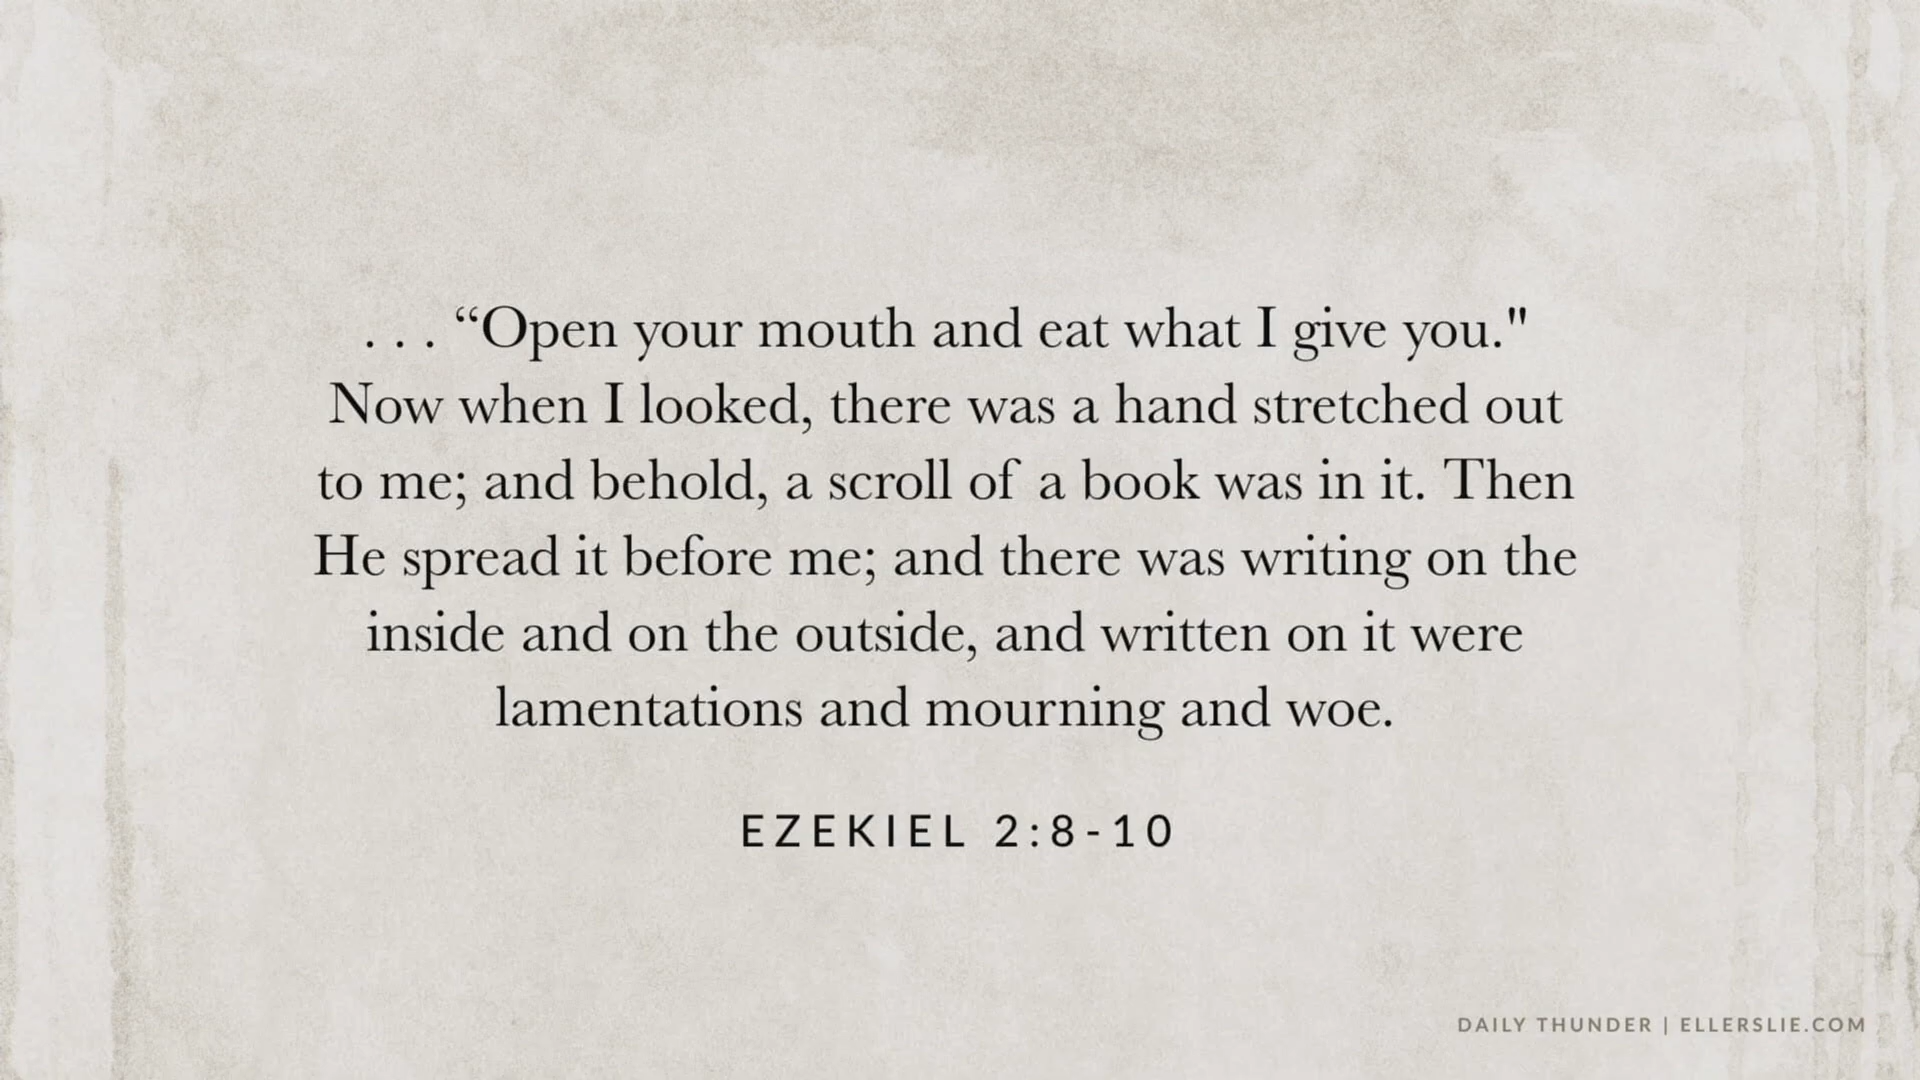 . . . “Open your mouth and eat what I give you."
Now when I looked, there was a hand stretched out
to me; and behold, a scroll of a book was in it. Then
He spread it before me; and there was writing on the
inside and on the outside, and written on it were
lamentations and mourning and woe.
EZEKIEL 2:8-10
DAILY THUNDER | ELLERSLIE.COM